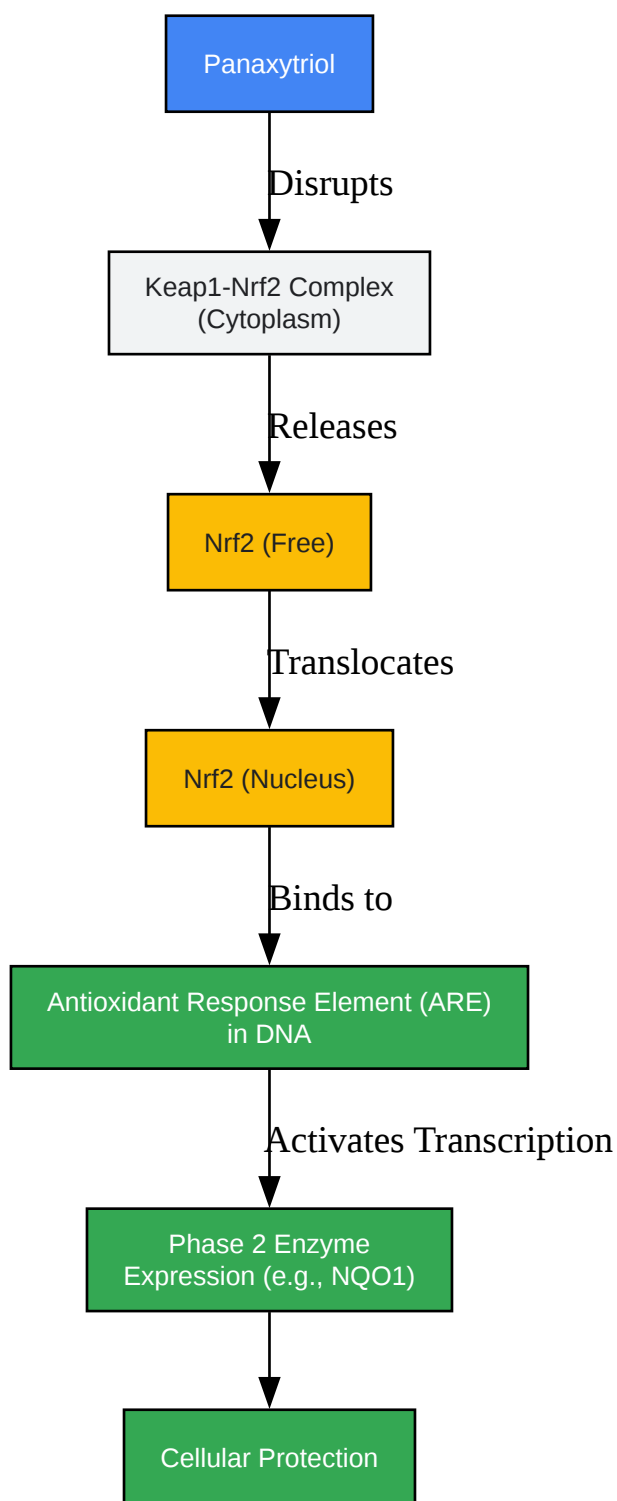 Panaxytriol
Disrupts
Keap1-Nrf2 Complex
(Cytoplasm)
Releases
Nrf2 (Free)
Translocates
Nrf2 (Nucleus)
Binds to
Antioxidant Response Element (ARE)
in DNA
Activates Transcription
Phase 2 Enzyme
Expression (e.g., NQO1)
Cellular Protection